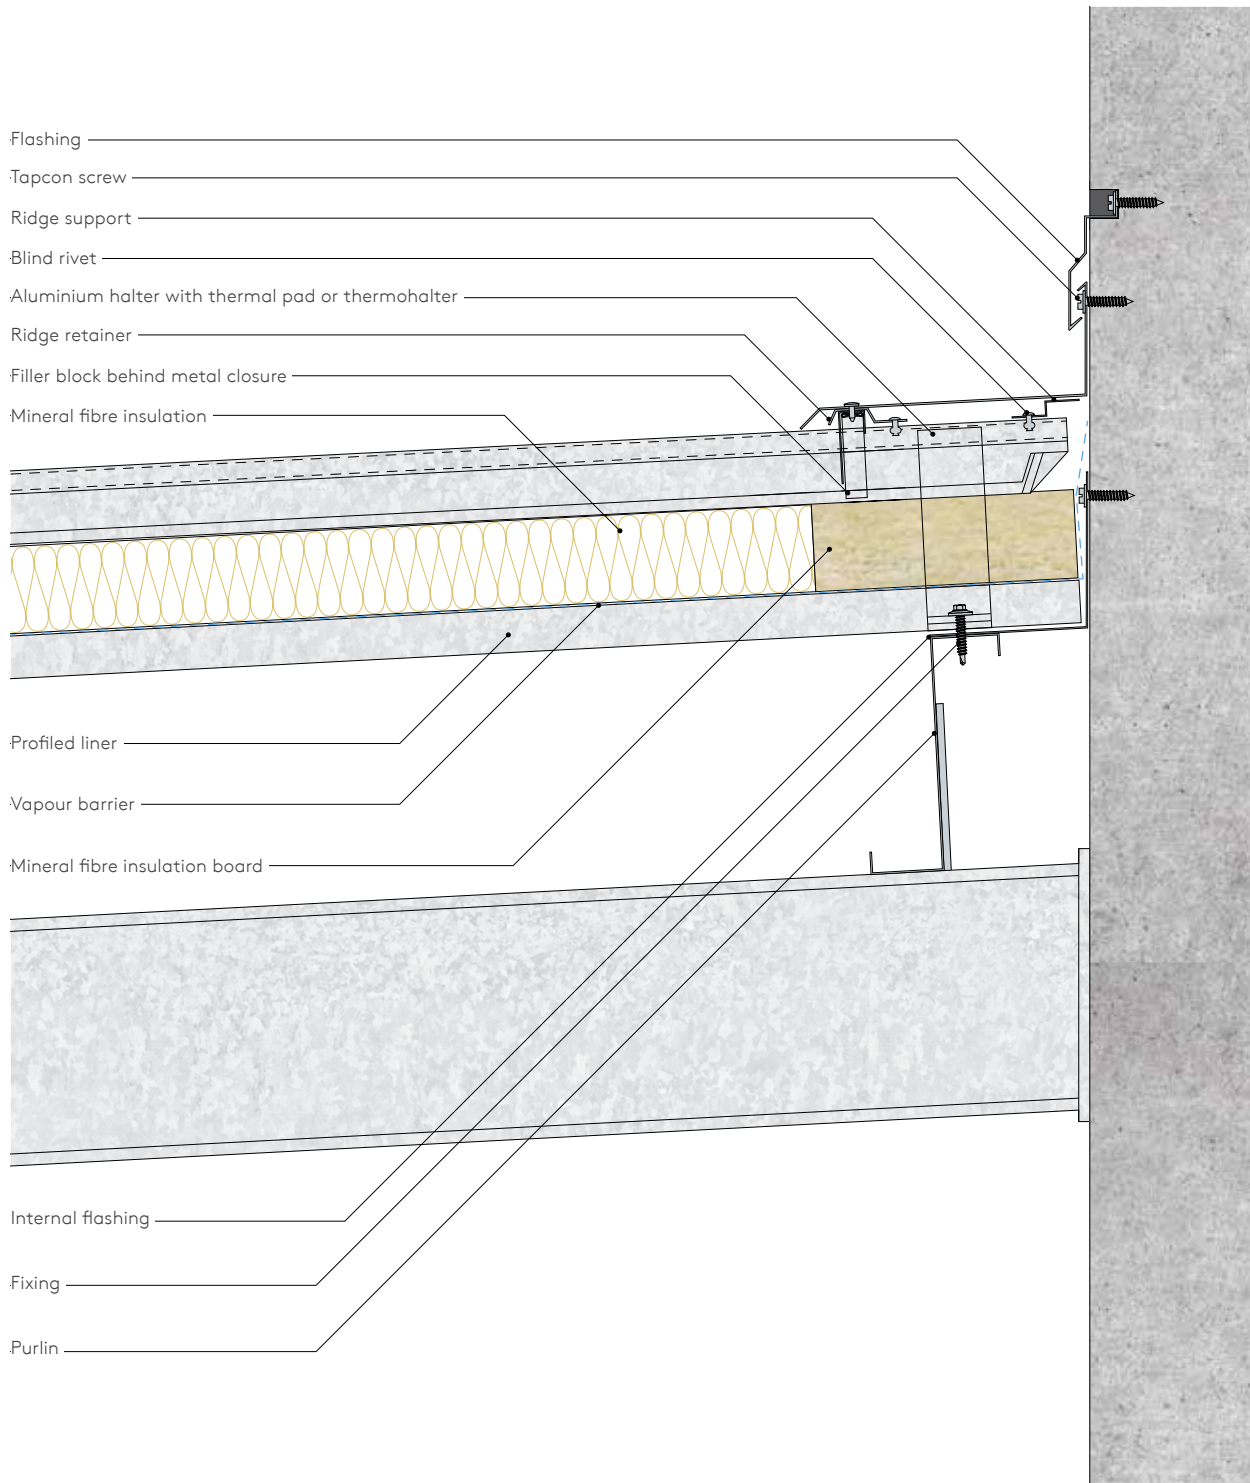 Flashing
Tapcon screw
Ridge support
Blind rivet
Aluminium halter with thermal pad or thermohalter
Ridge retainer
Filler block behind metal closure
Mineral fibre insulation
Profiled liner
Vapour barrier
Mineral fibre insulation board
Internal flashing
Fixing
Purlin